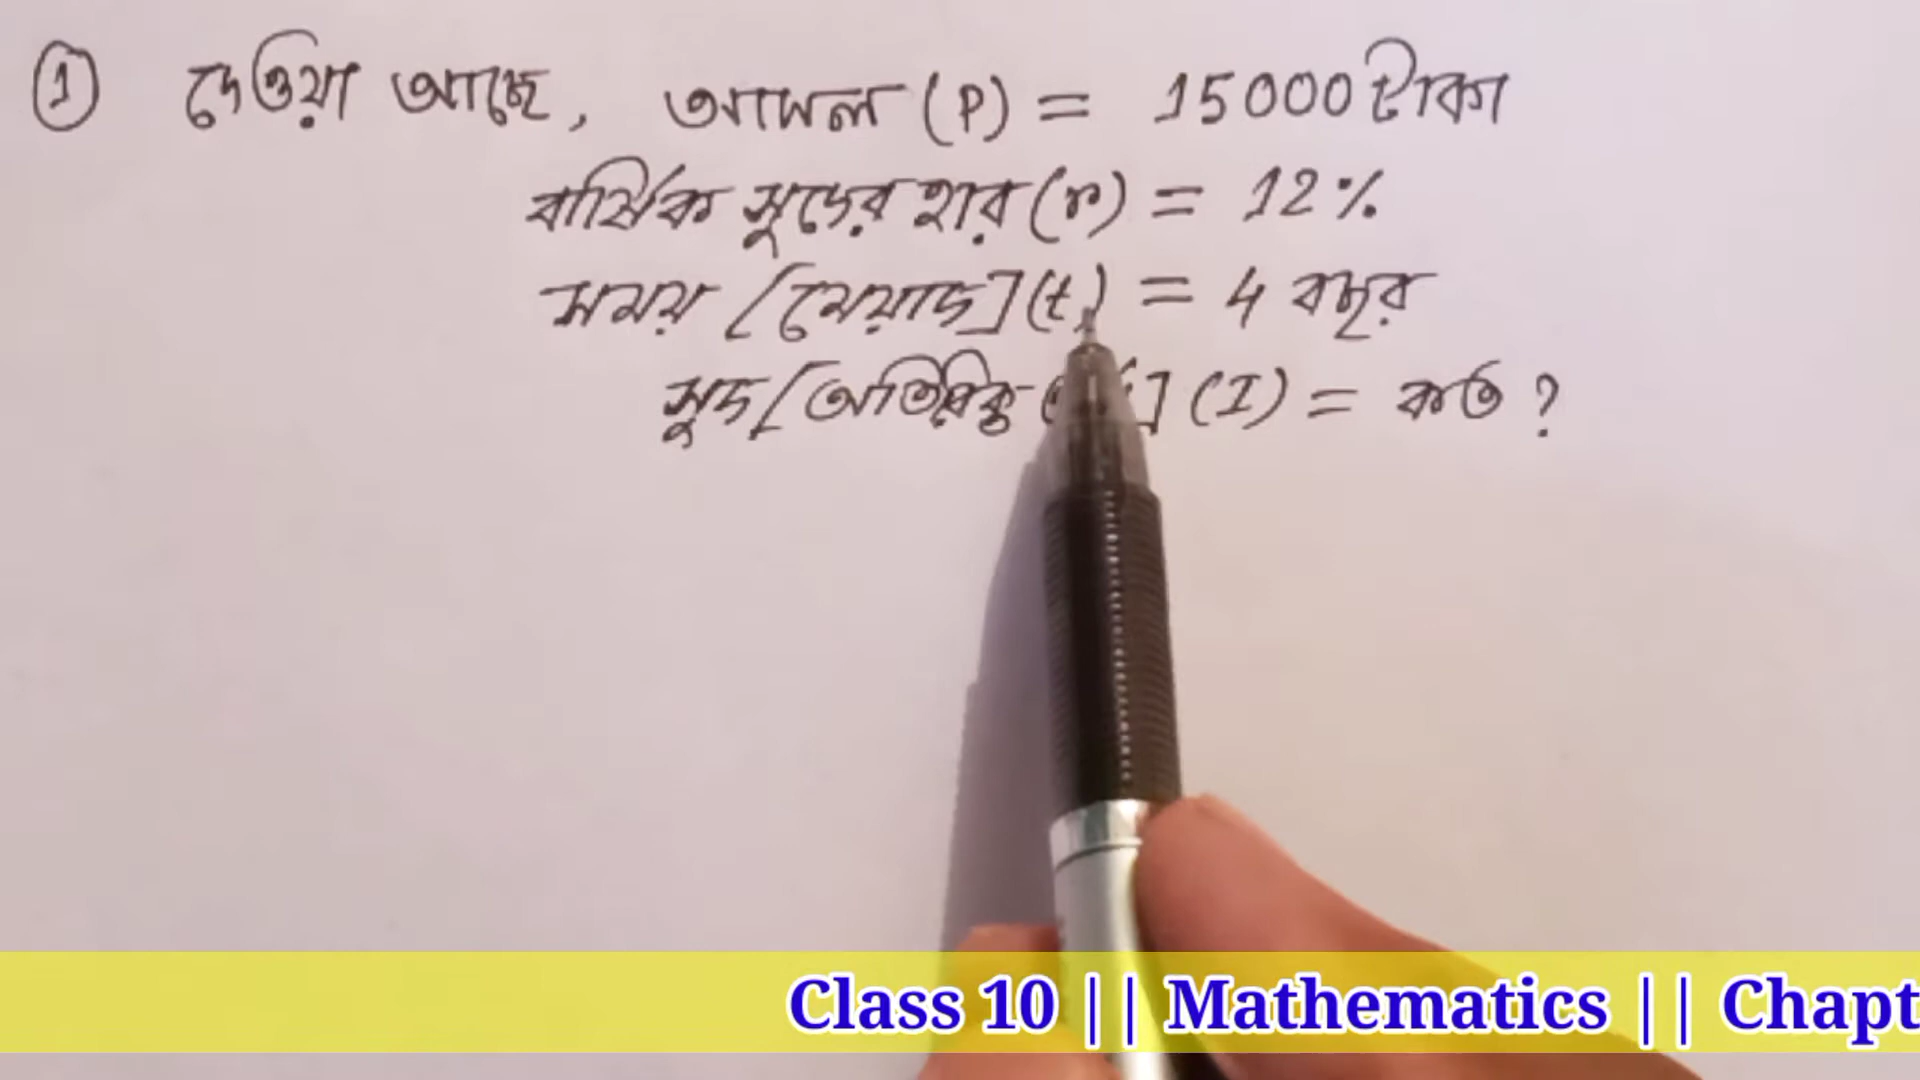 ① দেওয়া আছে, আসল (P) = 15000 টাকা
বার্ষিক সুদের হার (r) = 12%
সময় [মেয়াদ] (t) = 4 বছর
সুদ [অতিরিক্ত ] (I) = কত ?
Class 10 || Mathematics || Chapt